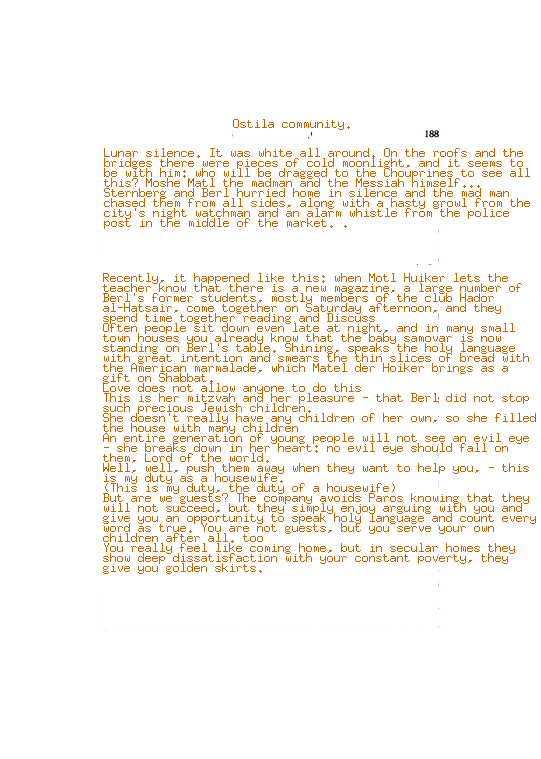 Ostila community.
188
Lunar silence. It was white all around. On the roofs and the
bridges there were pieces of cold moonlight, and it seems to
be with him: who will be dragged to the Chouprines to see all
this? Moshe Matl the madman and the Messiah himself...
Sternberg and Berl hurried home in silence and the mad man
chased them from all sides, along with a hasty growl from the
city's night watchman and an alarm whistle from the police
post in the middle of the market. .
Recently, it happened like this: when Motl Huiker lets the
teacher know that there is a new magazine, a large number of
Berl's former students, mostly members of the club Hador
al-Hatsair, come together on Saturday afternoon, and they
spend time together reading and Discuss
Often people sit down even late at night, and in many small
town houses you already know that the baby samovar is now
standing on Berl's table. Shining, speaks the holy language
with great intention and smears the thin slices of bread with
the American marmalade, which Matel der Hoiker brings as a
gift on Shabbat.
Love does not allow anyone to do this
This is her mitzvah and her pleasure - that Berl did not stop
such precious Jewish children.
She doesn't really have any children of her own, so she filled
the house with many children
An entire generation of young people will not see an evil eye
- she breaks down in her heart: no evil eye should fall on
them, Lord of the world.
Well, well, push them away when they want to help you, - this
is my duty as a housewife.
(This is my duty, the duty of a housewife)
But are we guests? The company avoids Paros knowing that they
will not succeed, but they simply enjoy arguing with you and
give you an opportunity to speak holy language and count every
word as true. You are not guests, but you serve your own
children after all. too
You really feel like coming home, but in secular homes they
show deep dissatisfaction with your constant poverty, they
give you golden skirts.